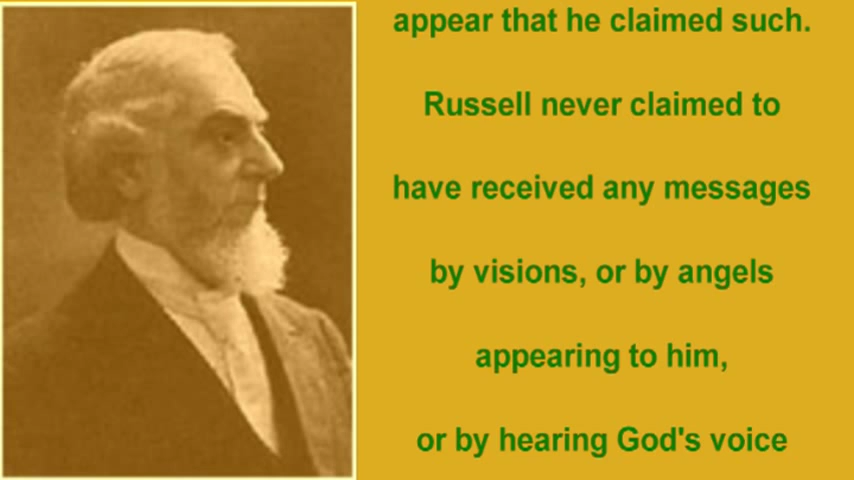 appear that he claimed such.
Russell never claimed to
have received any messages
by visions, or by angels
appearing to him,
or by hearing God's voice